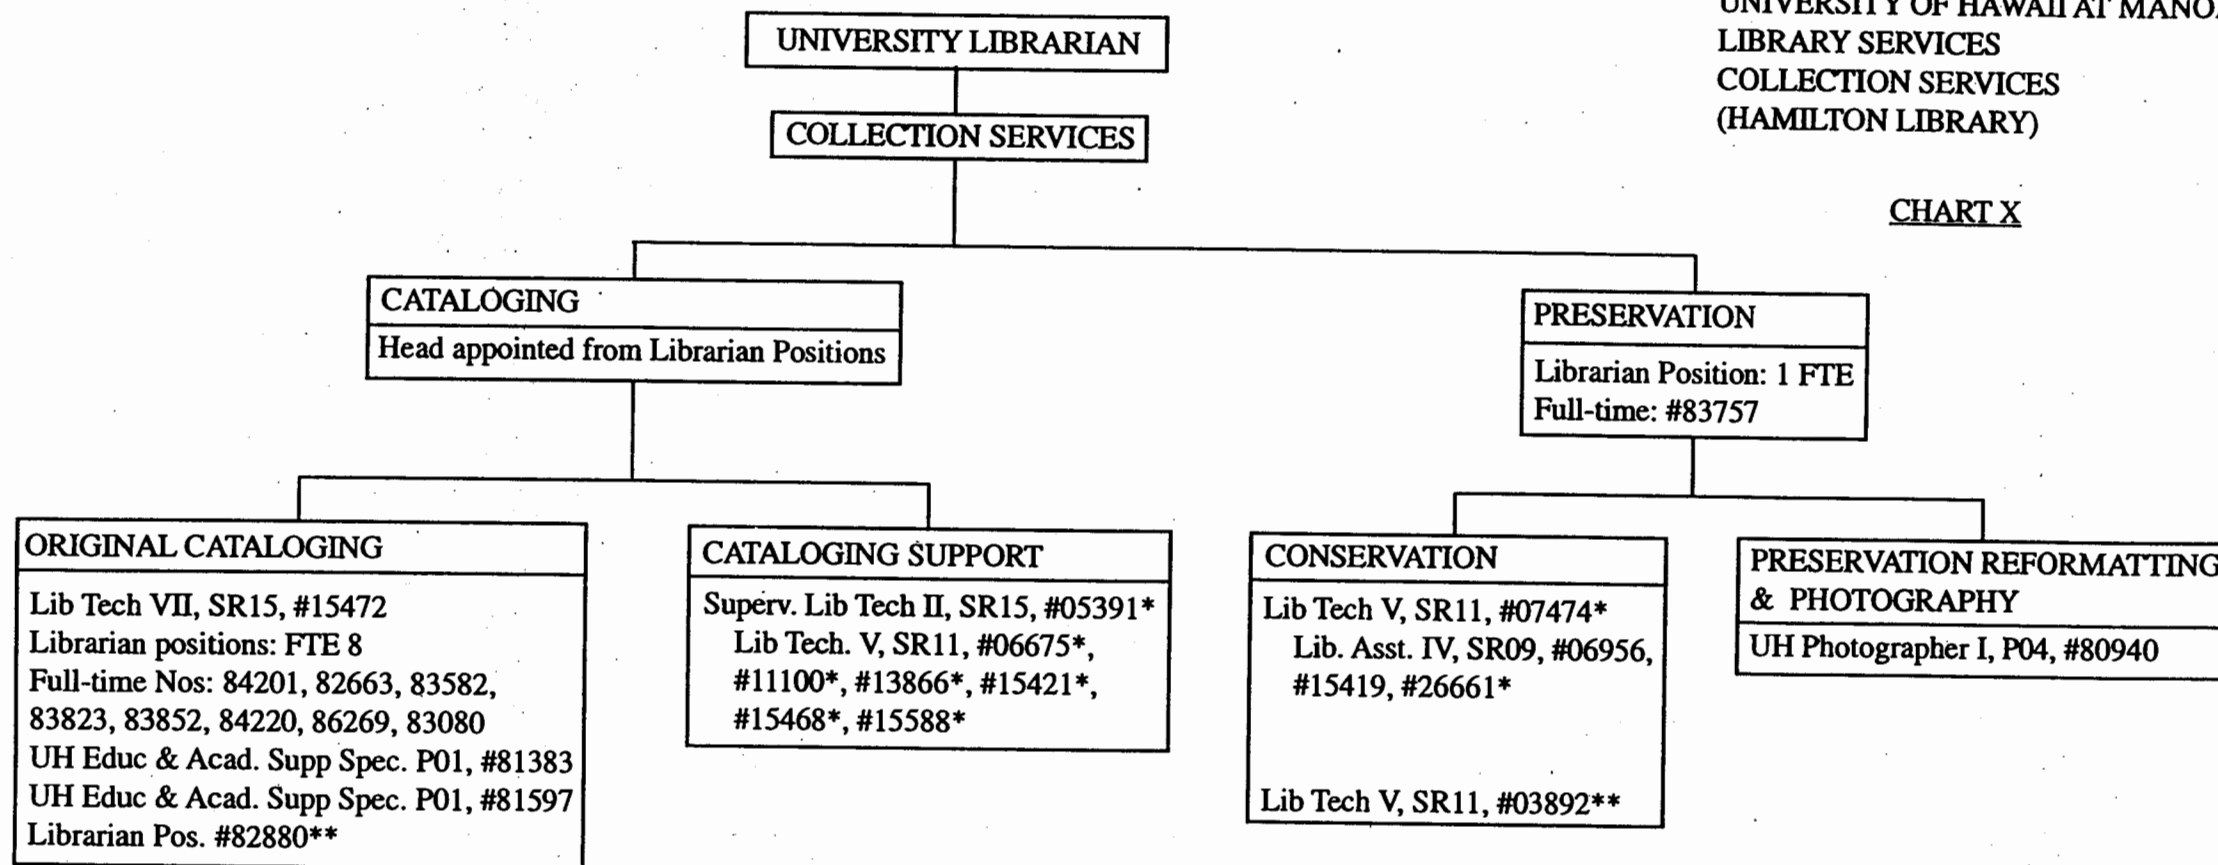 UNIVERSITY OF HAWAII AT
LIBRARY SERVICES
COLLECTION SERVICES
(HAMILTON LIBRARY)
CHART X
UNIVERSITY LIBRARIAN
COLLECTION SERVICES
CATALOGING
Head appointed from Librarian Positions
PRESERVATION
Librarian Position: 1 FTE
Full-time: #83757
ORIGINAL CATALOGING
Lib Tech VII, SR15, #15472
Librarian positions: FTE 8
Full-time Nos: 84201, 82663, 83582,
83823, 83852, 84220, 86269, 83080
UH Educ & Acad. Supp Spec. P01, #81383
UH Educ & Acad. Supp Spec. P01, #81597
Librarian Pos. #82880**
CATALOGING SUPPORT
Superv. Lib Tech II, SR15, #05391*
Lib Tech. V, SR11, #06675*,
#11100*, #13866*, #15421*,
#15468*, #15588*
CONSERVATION
Lib Tech V, SR11, #07474*
Lib. Asst. IV, SR09, #06956,
#15419, #26661*
Lib Tech V, SR11, #03892**
PRESERVATION REFORMATTING
& PHOTOGRAPHY
UH Photographer I, P04, #80940